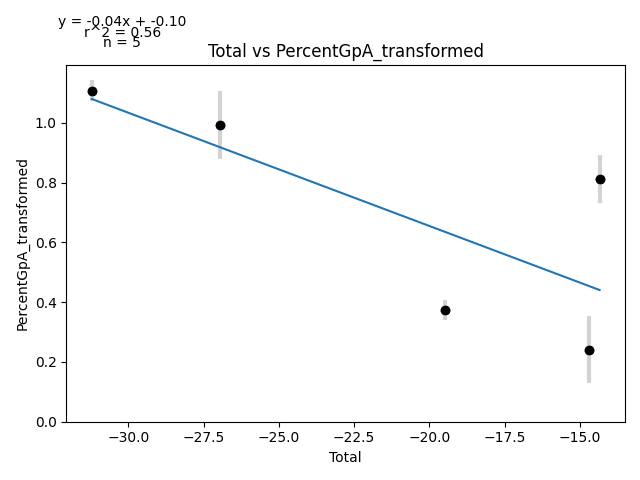 y = -0.04x + -0.10
r^2 = 0.56
n = 5
Total vs PercentGpA_transformed
PercentGpA_transformed
1.0
0.8
0.6
0.4
0.2
0.0
−30.0 −27.5 −25.0 −22.5 −20.0 −17.5 −15.0
Total